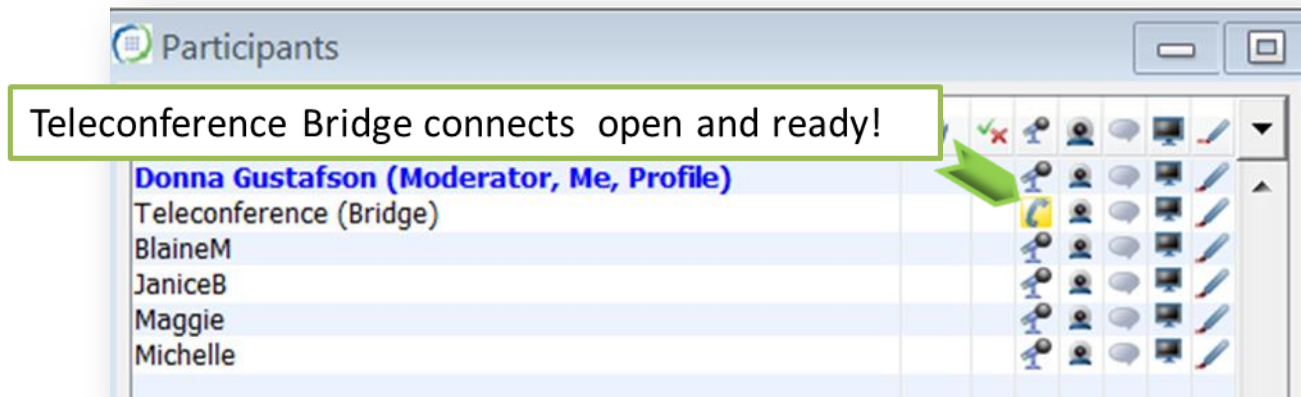 Participants
Teleconference Bridge connects  open and ready!
Donna Gustafson (Moderator, Me, Profile)
Teleconference (Bridge)
BlaineM
JaniceB
Maggie
Michelle